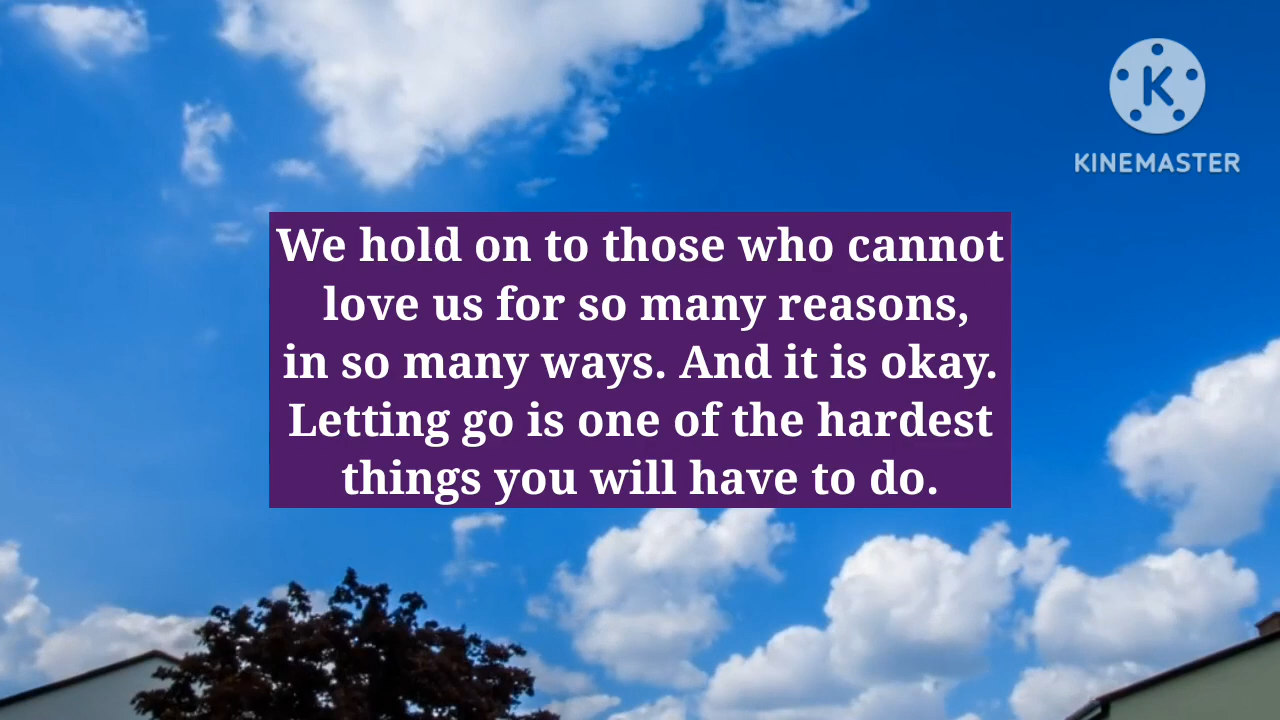 K
KINEMASTER
We hold on to those who cannot
love us for so many reasons,
in so many ways. And it is okay.
Letting go is one of the hardest
things you will have to do.